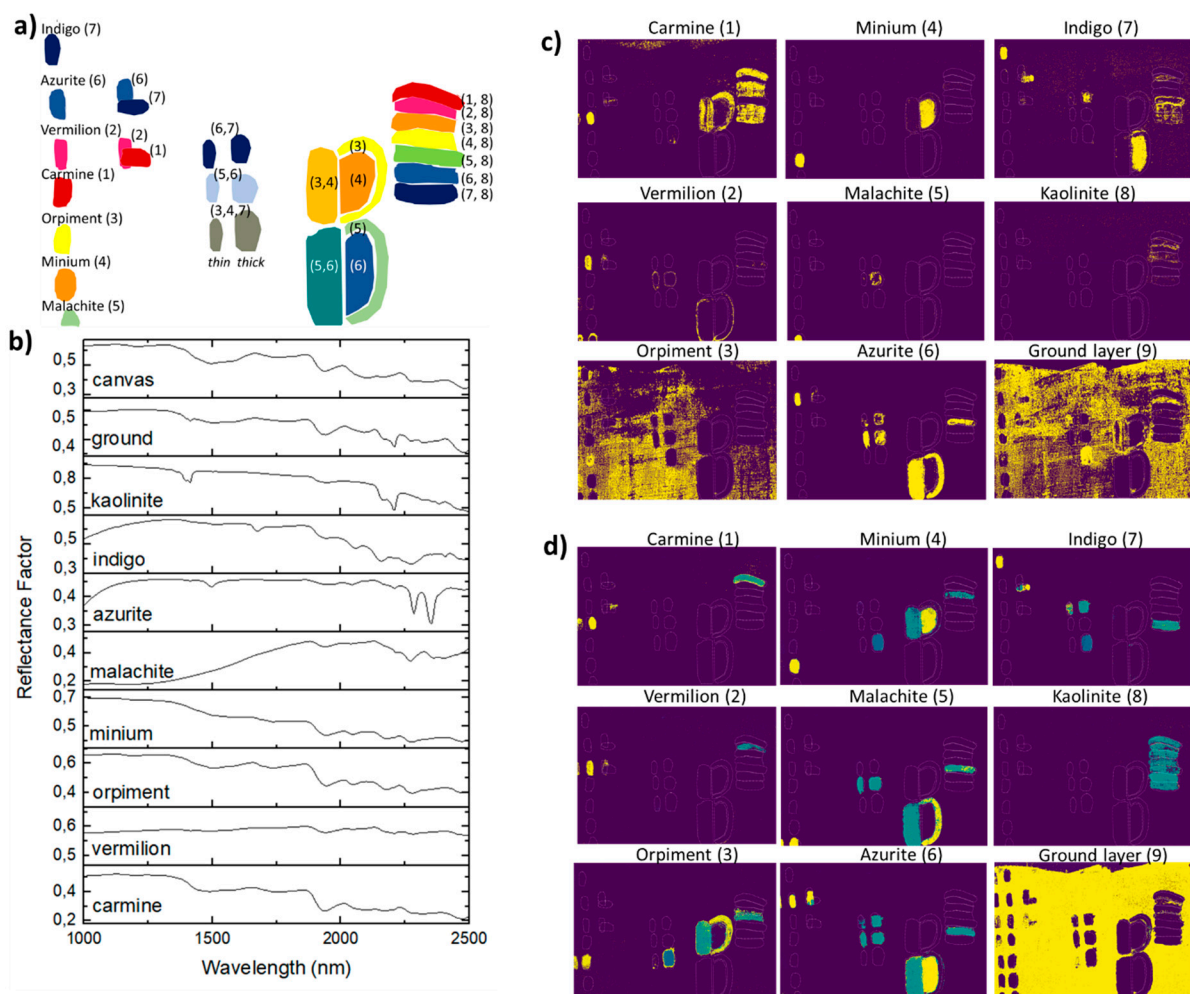 a)
Indigo (7)
Azurite (6)
(6)
(7)
Vermilion (2)
(2)
(1)
Carmine (1)
Orpiment (3)
Minium (4)
Malachite (5)
(6,7)
(5,6)
(3,4,7)
thin thick
(3)
(3,4)
(4)
(5)
(5,6)
(6)
(1, 8)
(2, 8)
(3, 8)
(4, 8)
(5, 8)
(6, 8)
(7, 8)
b)
Reflectance Factor
0,5
0,3
canvas
0,5
0,4
ground
0,8
0,5
kaolinite
0,5
0,3
indigo
0,4
0,3
azurite
0,4
0,2
malachite
0,7
0,5
minium
0,6
0,4
orpiment
0,6
0,5
vermilion
0,4
0,2
carmine
1000 1500 2000 2500
Wavelength (nm)
c)
Carmine (1) Minium (4) Indigo (7)
Vermilion (2) Malachite (5) Kaolinite (8)
Orpiment (3) Azurite (6) Ground layer (9)
d)
Carmine (1) Minium (4) Indigo (7)
Vermilion (2) Malachite (5) Kaolinite (8)
Orpiment (3) Azurite (6) Ground layer (9)